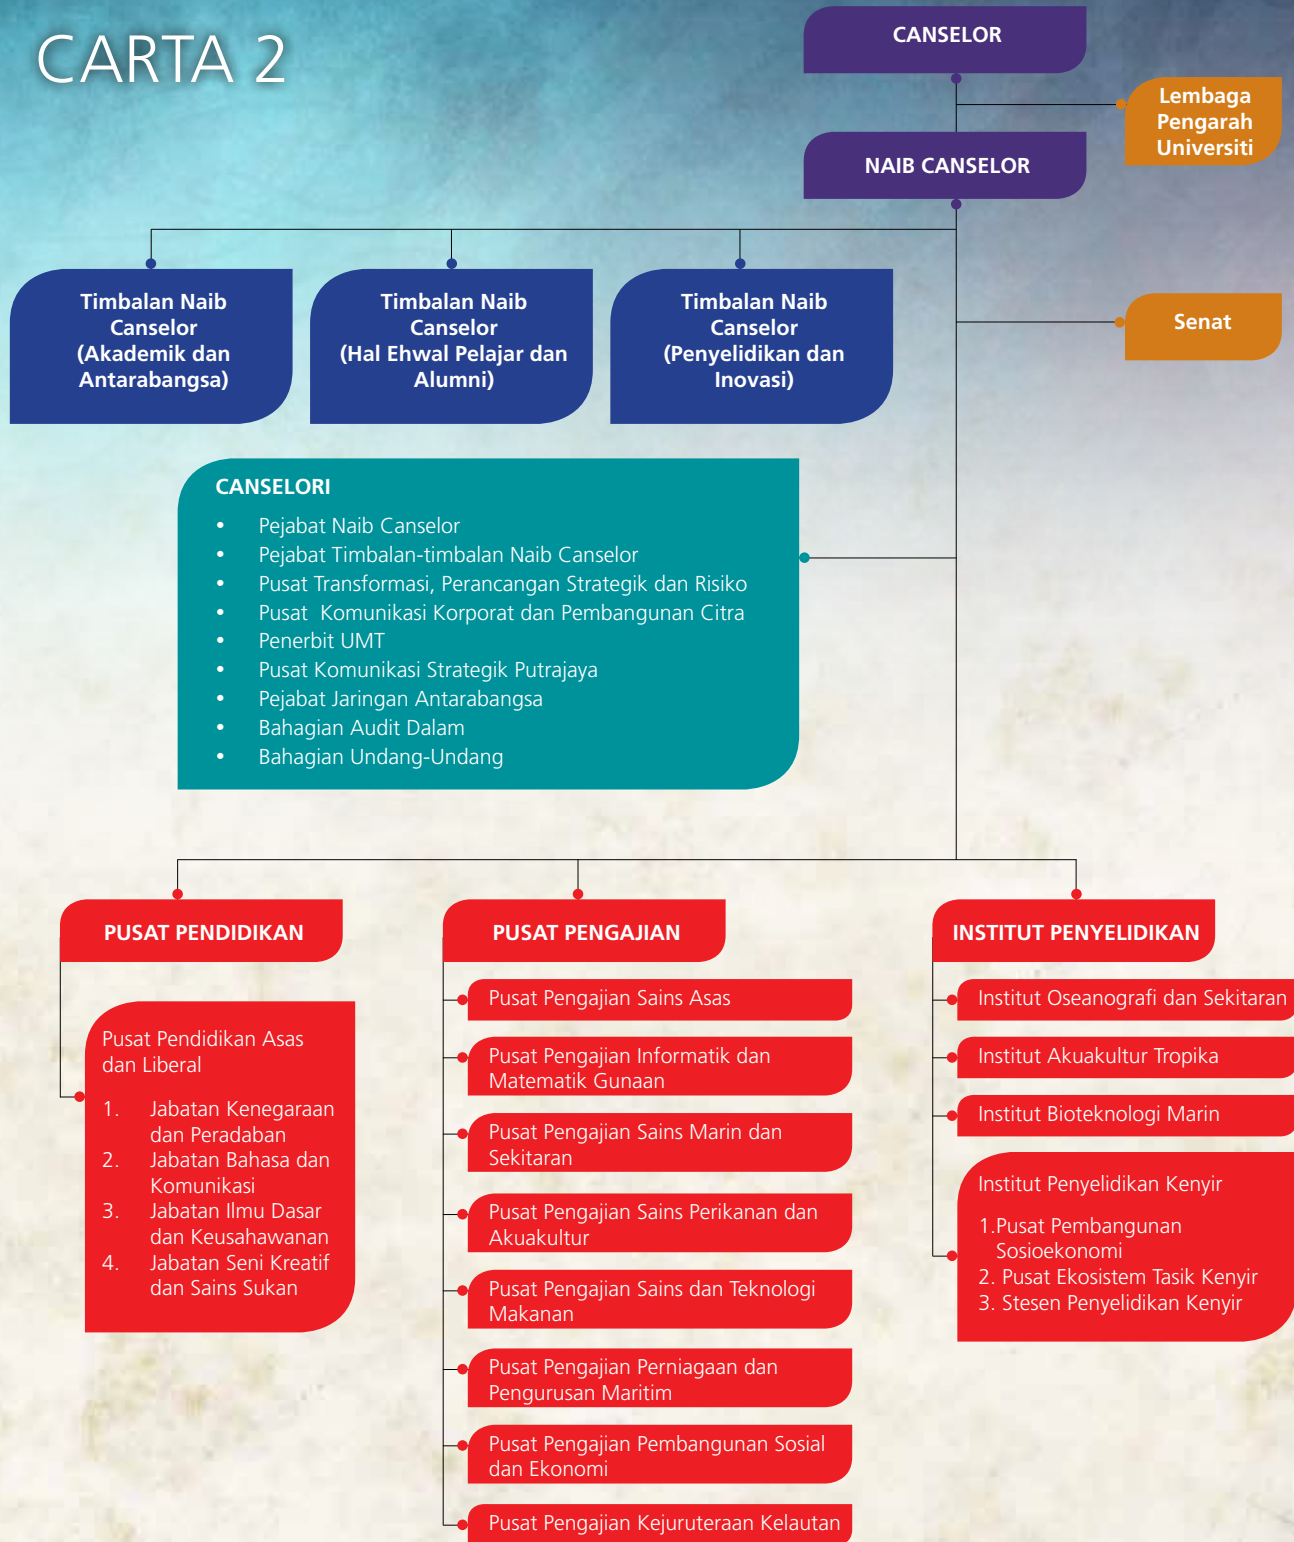 CARTA 2
CANSELOR
Lembaga
Pengarah
Universiti
NAIB CANSELOR
Timbalan Naib
Canselor
(Akademik dan
Antarabangsa)
Timbalan Naib
Canselor
(Hal Ehwal Pelajar dan
Alumni)
Timbalan Naib
Canselor
(Penyelidikan dan
Inovasi)
Senat
CANSELORI
• Pejabat Naib Canselor
• Pejabat Timbalan-timbalan Naib Canselor
• Pusat Transformasi, Perancangan Strategik dan Risiko
• Pusat Komunikasi Korporat dan Pembangunan Citra
• Penerbit UMT
• Pusat Komunikasi Strategik Putrajaya
• Pejabat Jaringan Antarabangsa
• Bahagian Audit Dalam
• Bahagian Undang-Undang
PUSAT PENDIDIKAN
Pusat Pendidikan Asas
dan Liberal
1. Jabatan Kenegaraan
dan Peradaban
2. Jabatan Bahasa dan
Komunikasi
3. Jabatan Ilmu Dasar
dan Keusahawanan
4. Jabatan Seni Kreatif
dan Sains Sukan
PUSAT PENGAJIAN
Pusat Pengajian Sains Asas
Pusat Pengajian Informatik dan
Matematik Gunaan
Pusat Pengajian Sains Marin dan
Sekitaran
Pusat Pengajian Sains Perikanan dan
Akuakultur
Pusat Pengajian Sains dan Teknologi
Makanan
Pusat Pengajian Perniagaan dan
Pengurusan Maritim
Pusat Pengajian Pembangunan Sosial
dan Ekonomi
Pusat Pengajian Kejuruteraan Kelautan
INSTITUT PENYELIDIKAN
Institut Oseanografi dan Sekitaran
Institut Akuakultur Tropika
Institut Bioteknologi Marin
Institut Penyelidikan Kenyir
1.Pusat Pembangunan
Sosioekonomi
2. Pusat Ekosistem Tasik Kenyir
3. Stesen Penyelidikan Kenyir